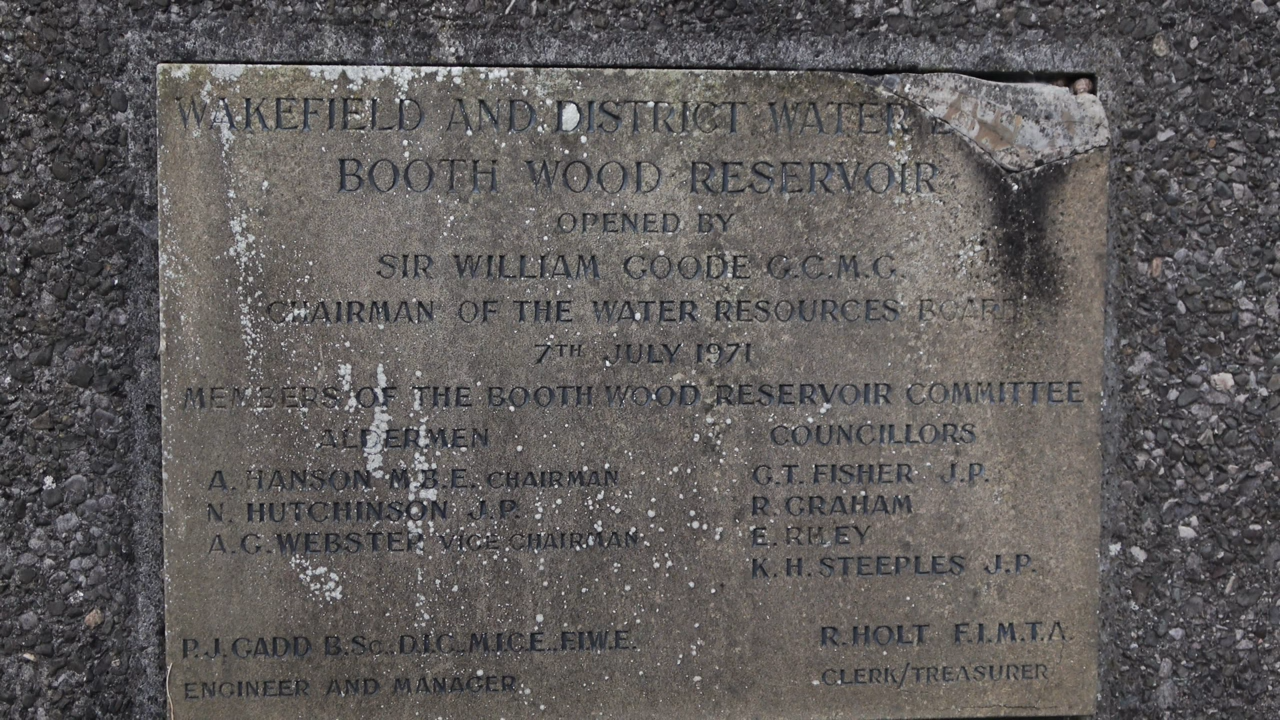 WAKEFIELD AND DISTRICT WATER
BOOTH WOOD RESERVOIR
OPENED BY
SIR WILLIAM GOODE G.C.M.G.
CHAIRMAN OF THE WATER RESOURCES BOARD
7TH JULY 1971
MEMBERS OF THE BOOTH WOOD RESERVOIR COMMITTEE
ALDERMEN COUNCILLORS
A. HANSON M.B.E. CHAIRMAN G.T. FISHER J.P.
N. HUTCHINSON J.P. R. GRAHAM
A.G. WEBSTER VICE CHAIRMAN E. RILEY
K.H. STEEPLES J.P.
P.J. GADD B.Sc. D.I.C. M.I.C.E. F.I.W.E. R. HOLT F.I.M.T.A.
ENGINEER AND MANAGER CLERK/TREASURER